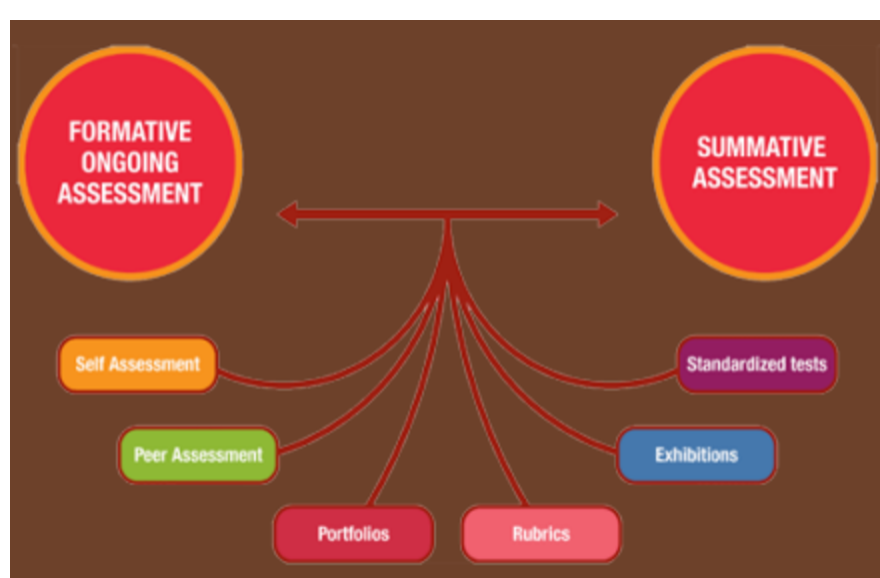 FORMATIVE
ONGOING
ASSESSMENT
SUMMATIVE
ASSESSMENT
Self Assessment
Standardized tests
Peer Assessment
Exhibitions
Portfolios
Rubrics